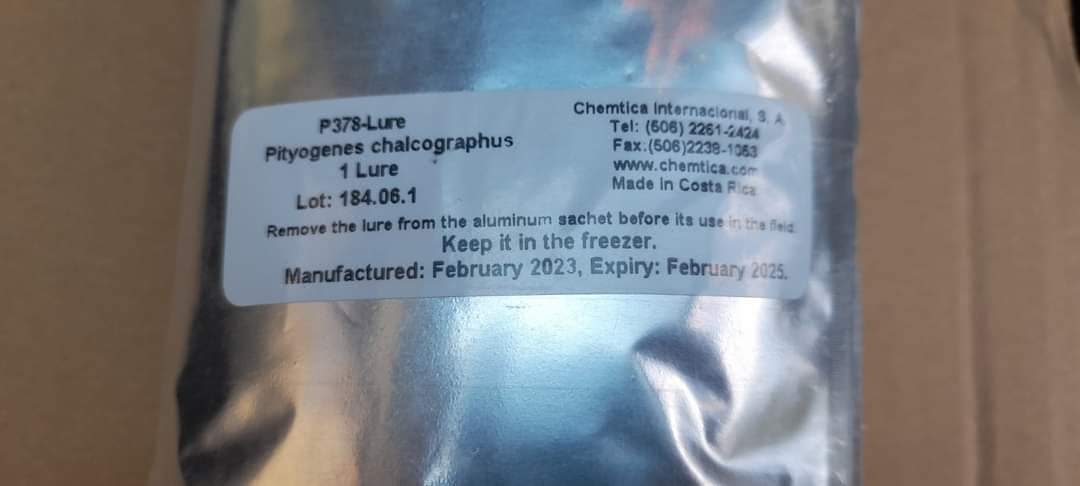 P378-Lure
Pityogenes chalcographus
1 Lure
Lot: 184.06.1
Chemtica Internacional, S. A.
Tel: (506) 2261-2424
Fax.:(506)2238-1053
www.chemtica.com
Made in Costa Rica
Remove the lure from the aluminum sachet before its use in the field.
Keep it in the freezer.
Manufactured: February 2023, Expiry: February 2025.